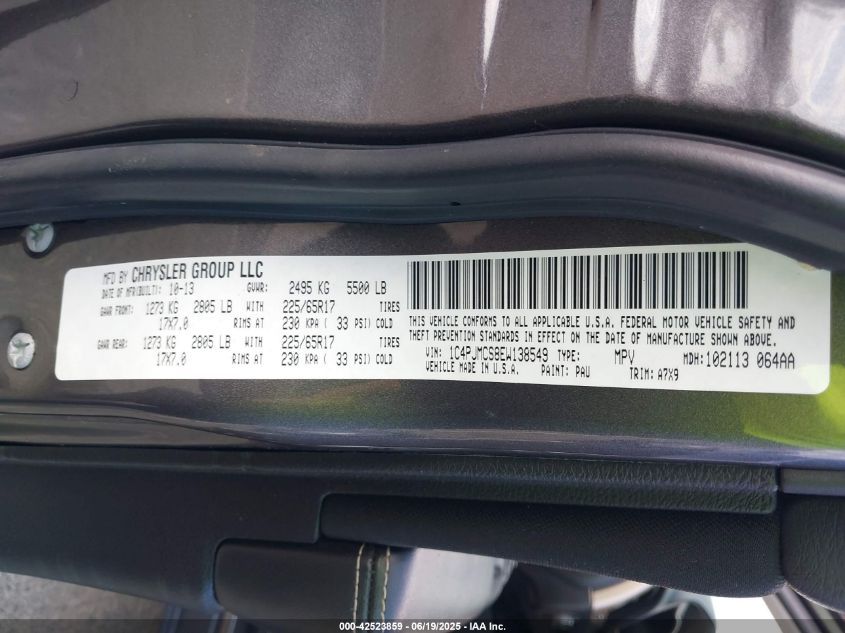 MFD BY CHRYSLER GROUP LLC
DATE OF MFR(BUILT): 10-13 GVWR: 2495 KG 5500 LB
GAWR FRONT: 1273 KG 2805 LB WITH 225/65R17 TIRES
17X7.0 RIMS AT 230 KPA ( 33 PSI) COLD
GAWR REAR: 1273 KG 2805 LB WITH 225/65R17 TIRES
17X7.0 RIMS AT 230 KPA ( 33 PSI) COLD
THIS VEHICLE CONFORMS TO ALL APPLICABLE U.S.A. FEDERAL MOTOR VEHICLE SAFETY AND
THEFT PREVENTION STANDARDS IN EFFECT ON THE DATE OF MANUFACTURE SHOWN ABOVE.
VIN: 1C4PJMCS8EW138549 TYPE: MPV MDH: 102113 064AA
VEHICLE MADE IN U.S.A. PAINT: PAU TRIM: A7X9
000-42523859 - 06/19/2025 - IAA Inc.